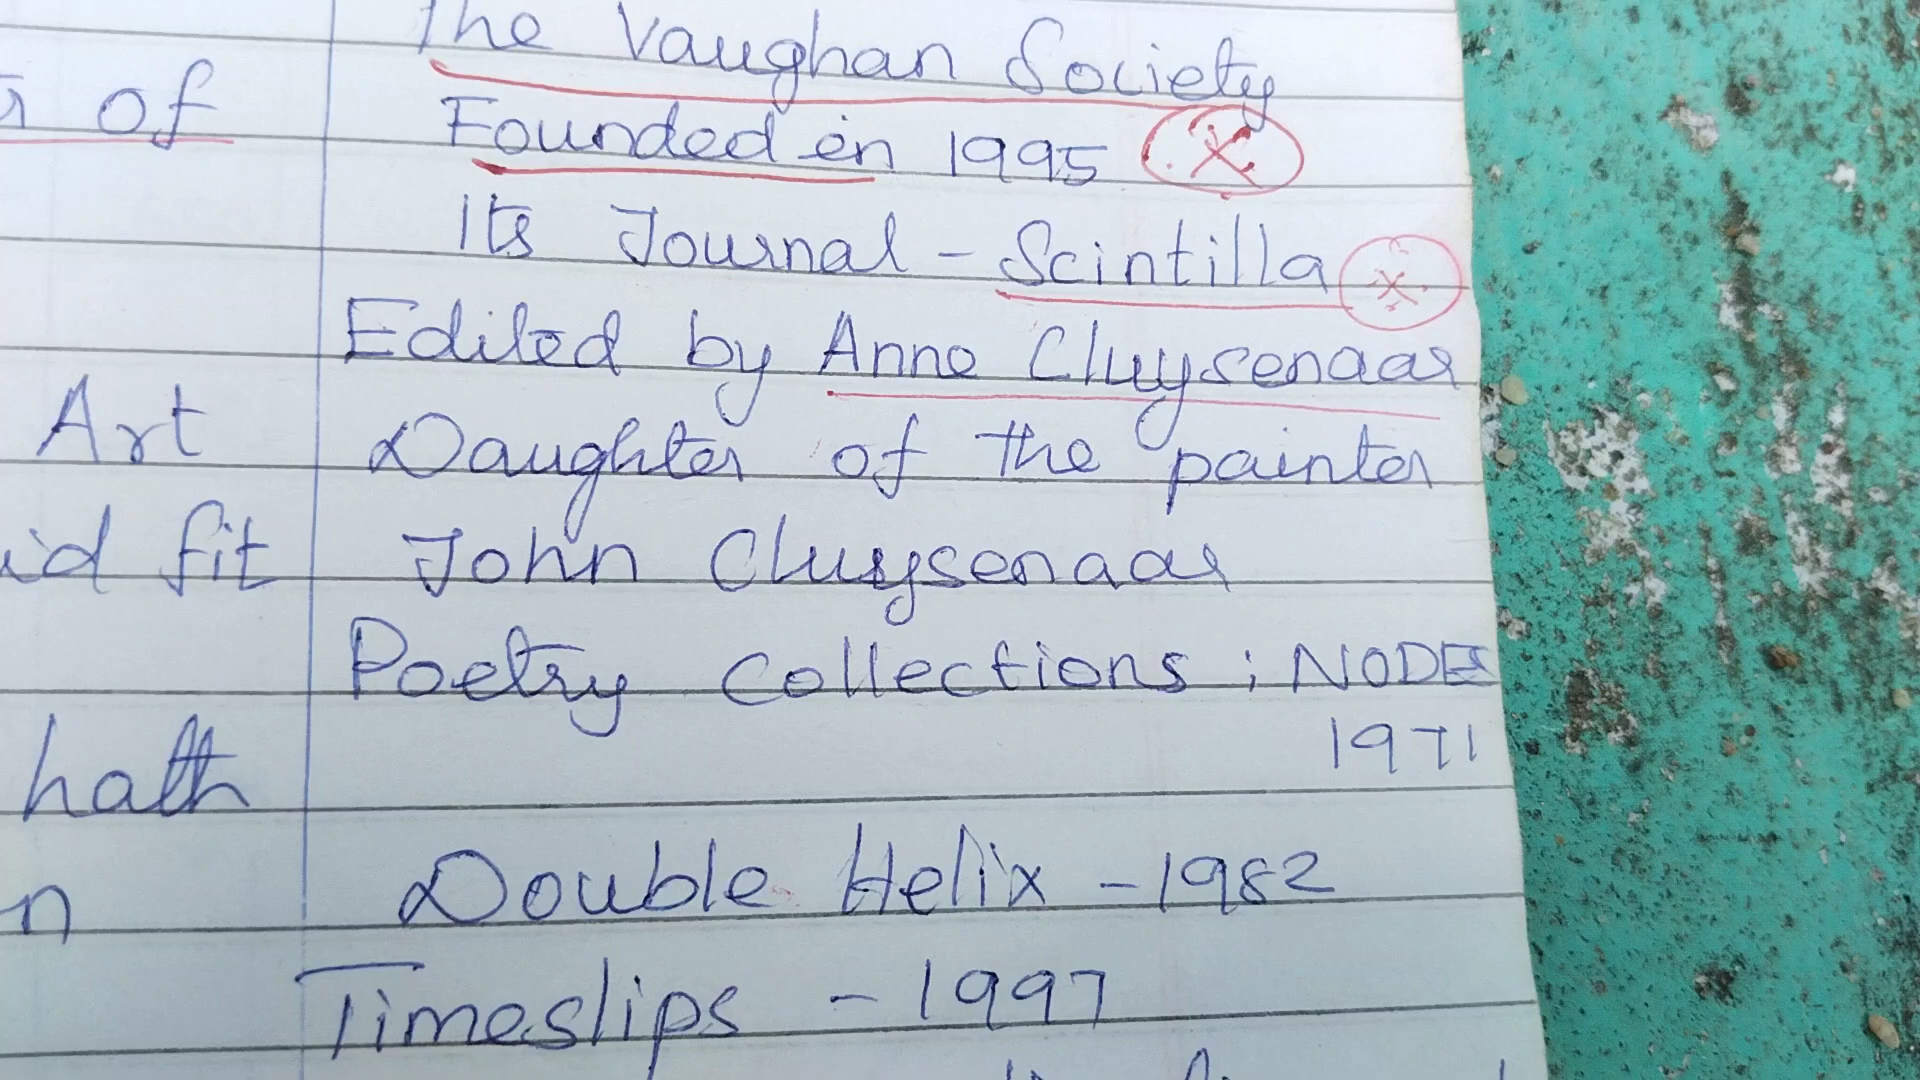 The Vaughan Society
of
Founded in 1995
Its Journal - Scintilla
Edited by Anne Cluysenaar
Art
Daughter of the painter
fit
John Cluysenaar
Poetry collections : NODES
1971
hath
Double Helix - 1982
n
Timeslips - 1997